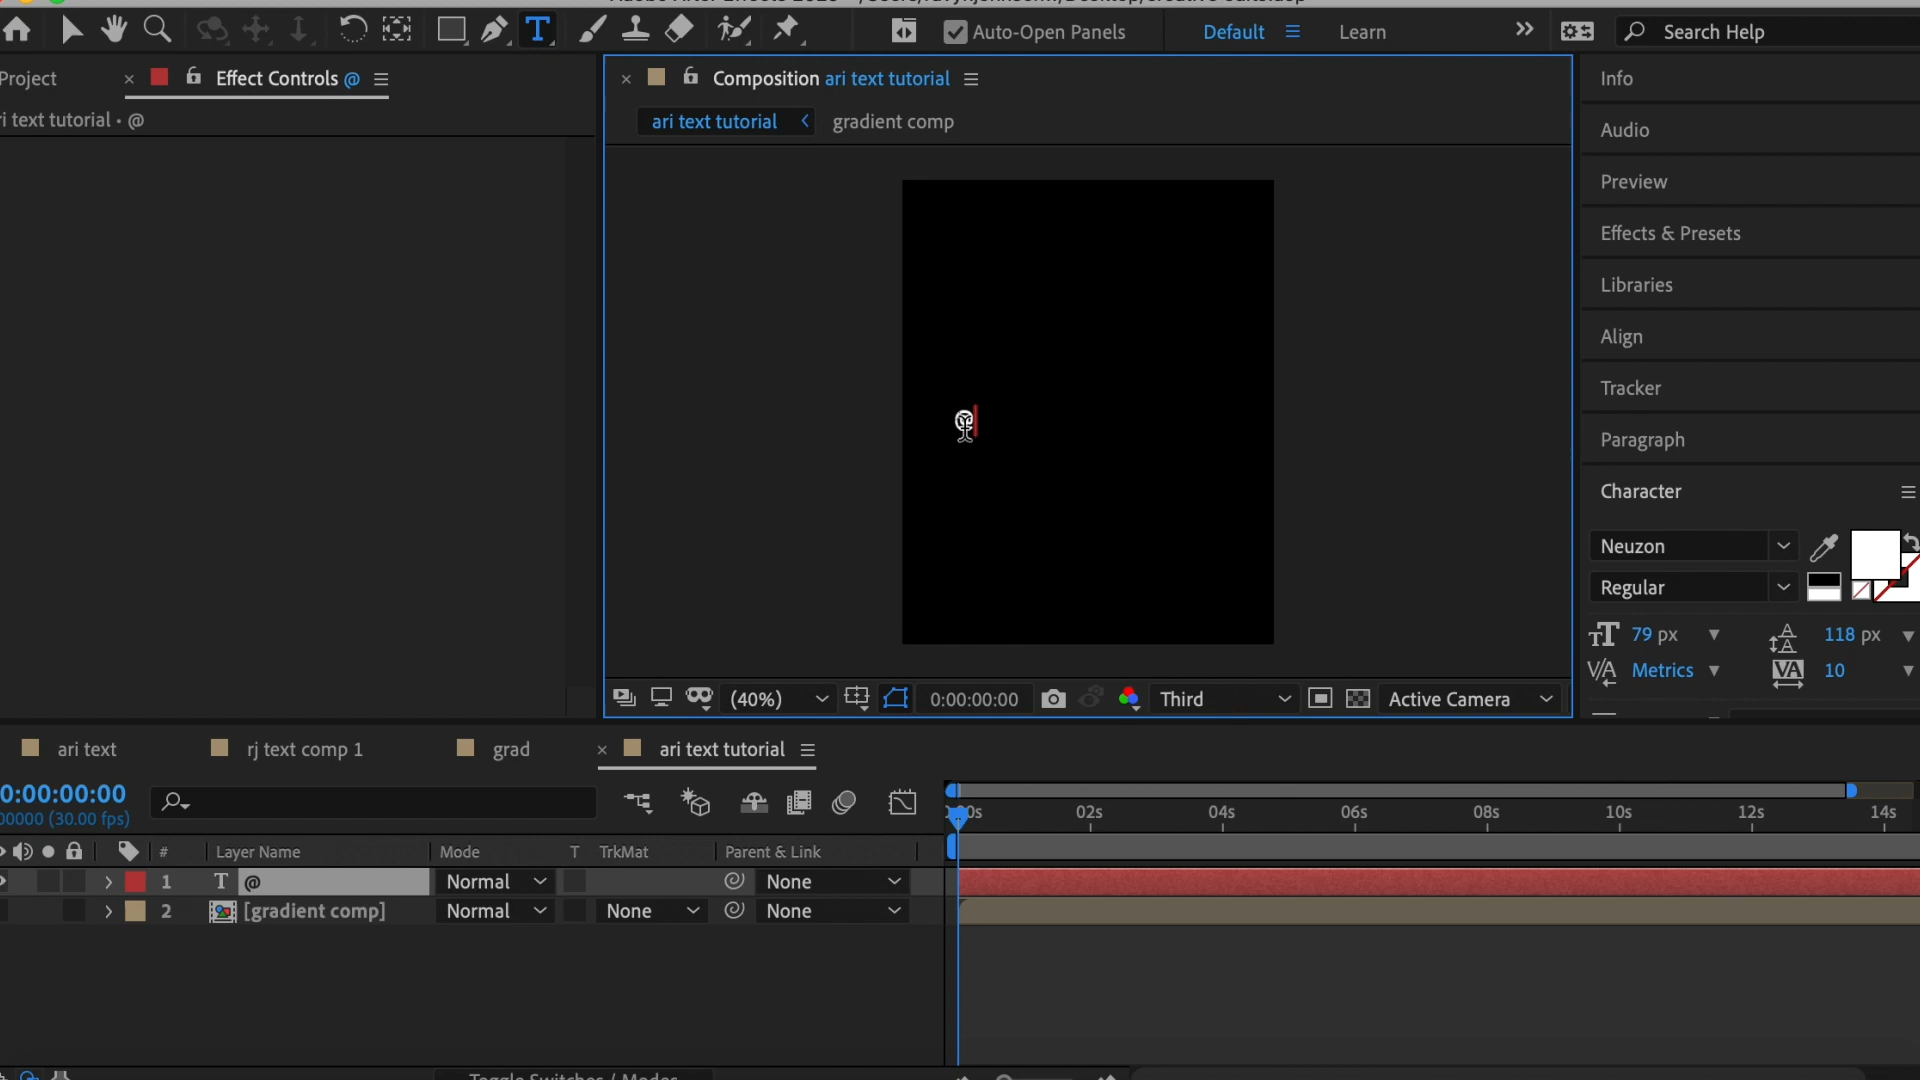 Auto-Open Panels
Default
Learn
Search Help
Project
Effect Controls @
ri text tutorial • @
Composition ari text tutorial
ari text tutorial
gradient comp
@
(40%)
0:00:00:00
Third
Active Camera
Info
Audio
Preview
Effects & Presets
Libraries
Align
Tracker
Paragraph
Character
Neuzon
Regular
79 px
118 px
Metrics
10
ari text
rj text comp 1
grad
ari text tutorial
0:00:00:00
00000 (30.00 fps)
02s
04s
06s
08s
10s
12s
14s
#
Layer Name
Mode
T
TrkMat
Parent & Link
1
T
@
Normal
None
2
[gradient comp]
Normal
None
None
Toggle Switches / Modes